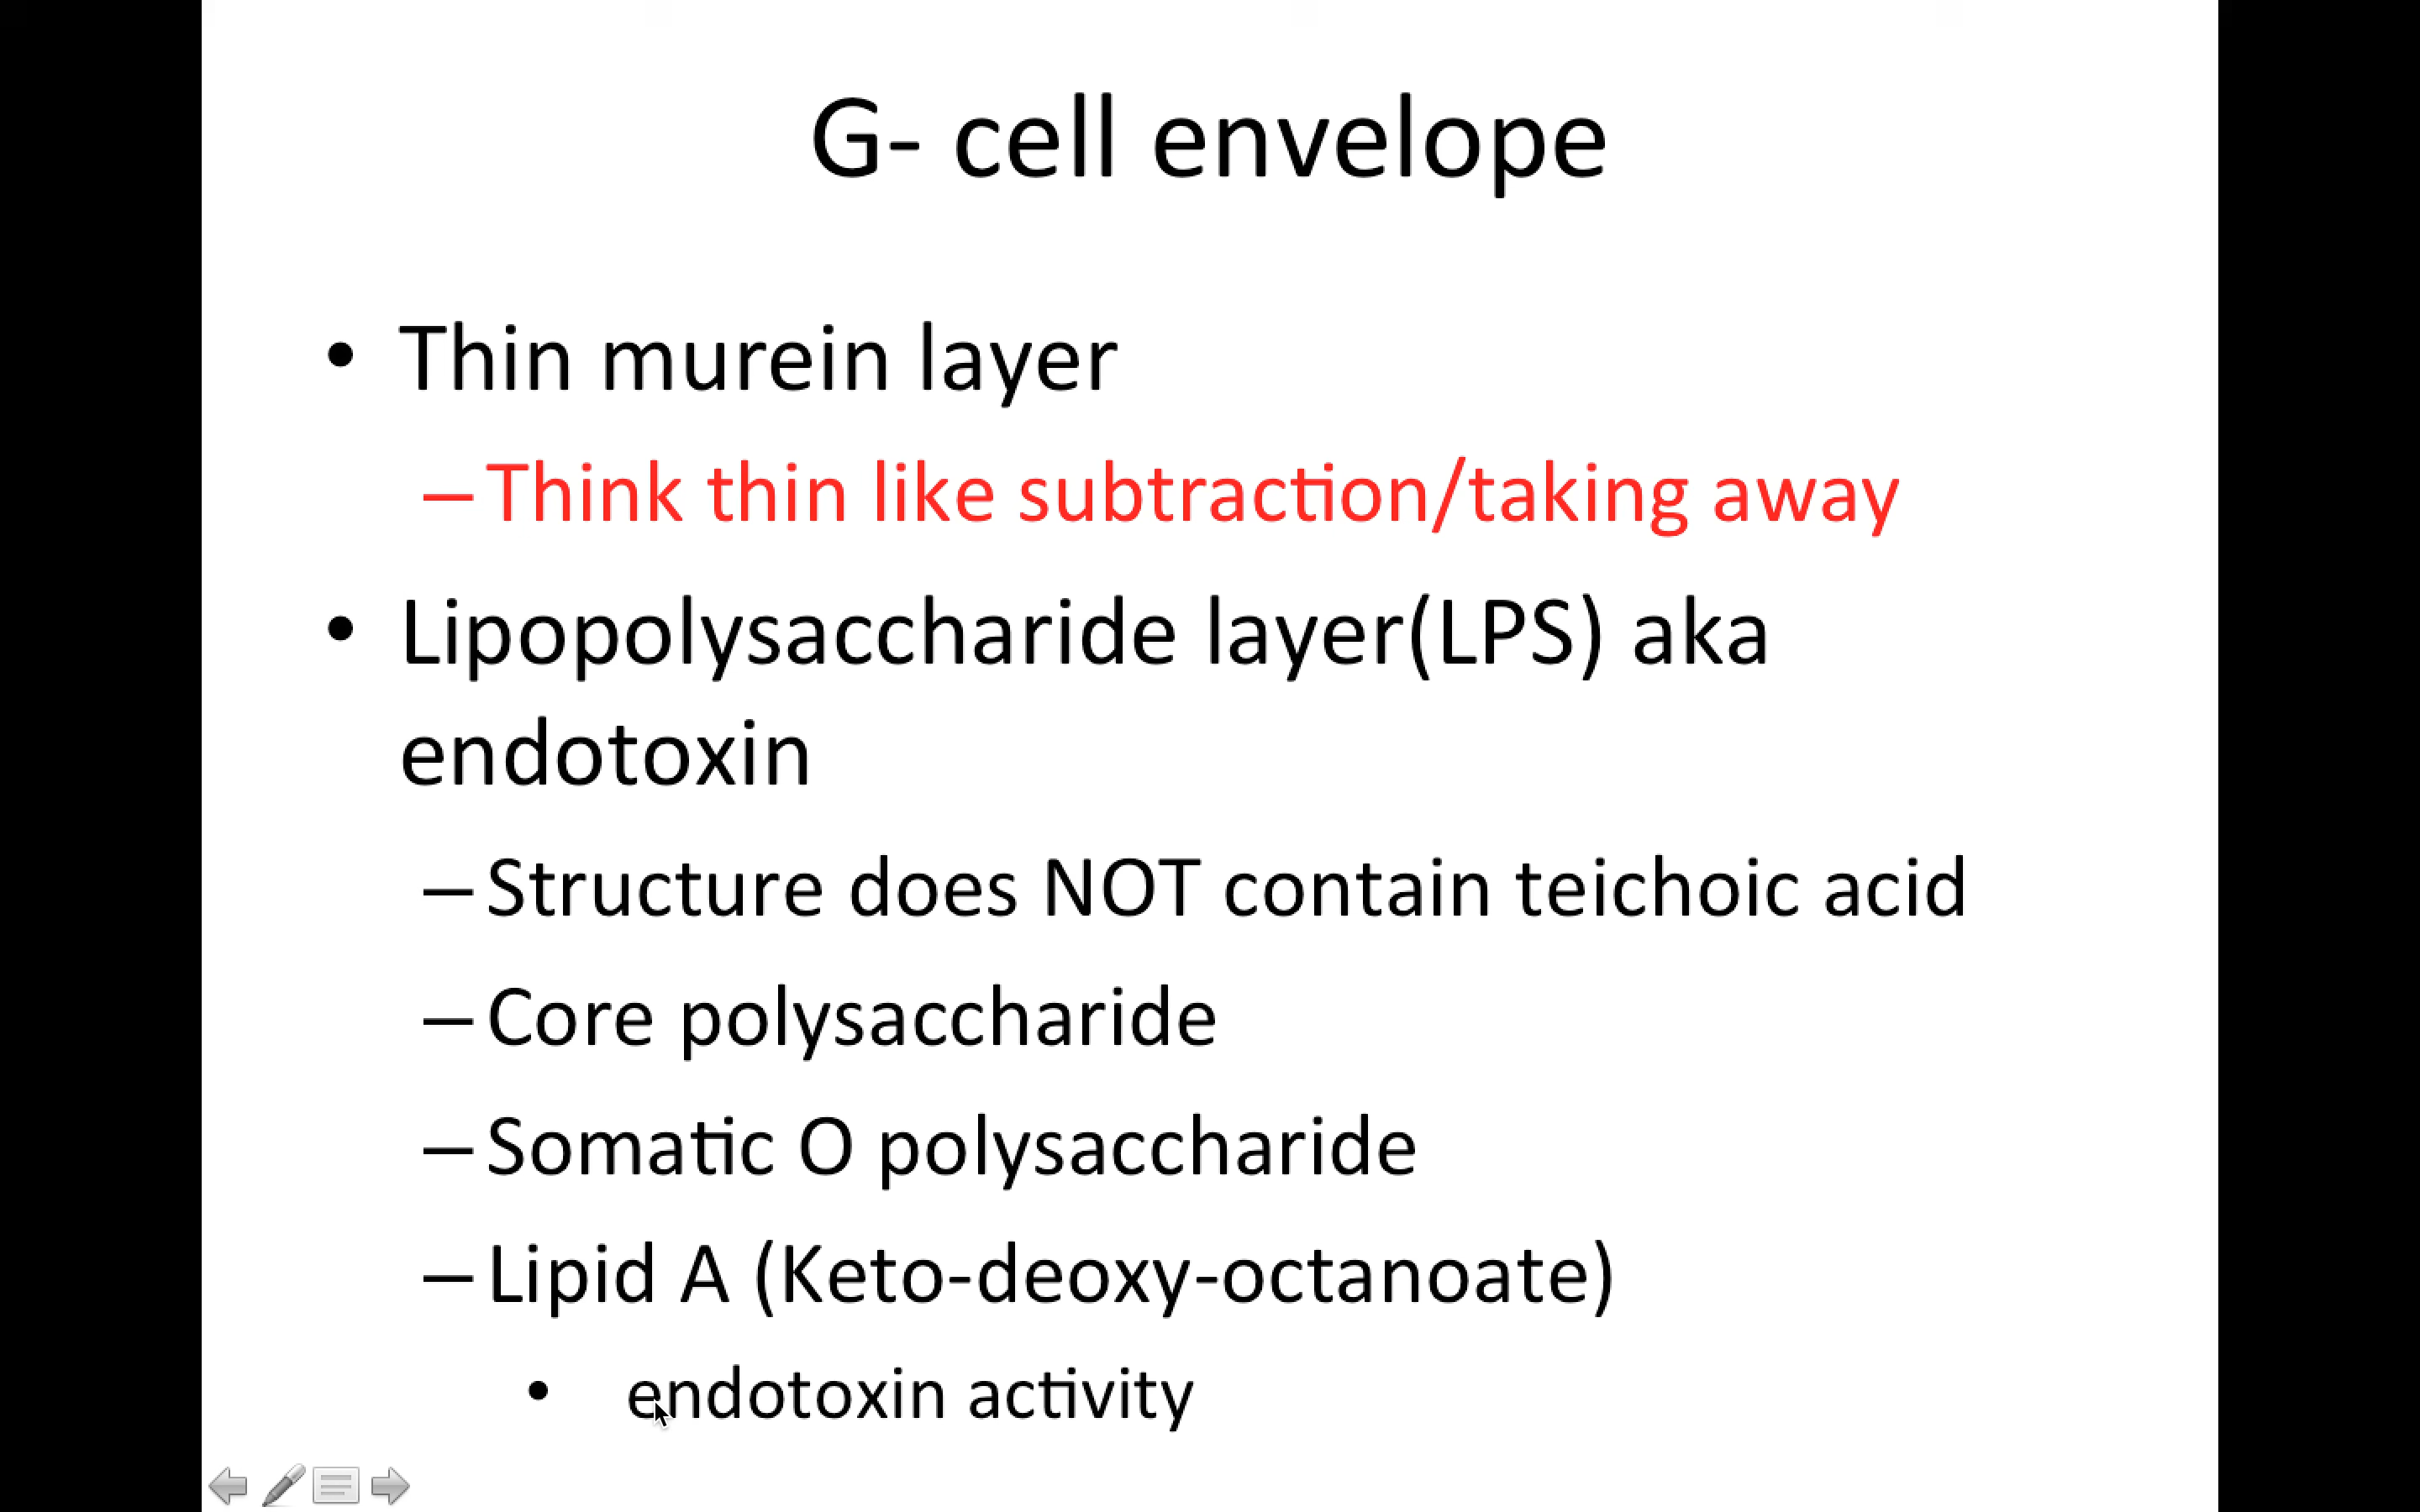 G- cell envelope
• Thin murein layer
–Think thin like subtraction/taking away
• Lipopolysaccharide layer(LPS) aka
endotoxin
–Structure does NOT contain teichoic acid
–Core polysaccharide
–Somatic O polysaccharide
–Lipid A (Keto-deoxy-octanoate)
• endotoxin activity